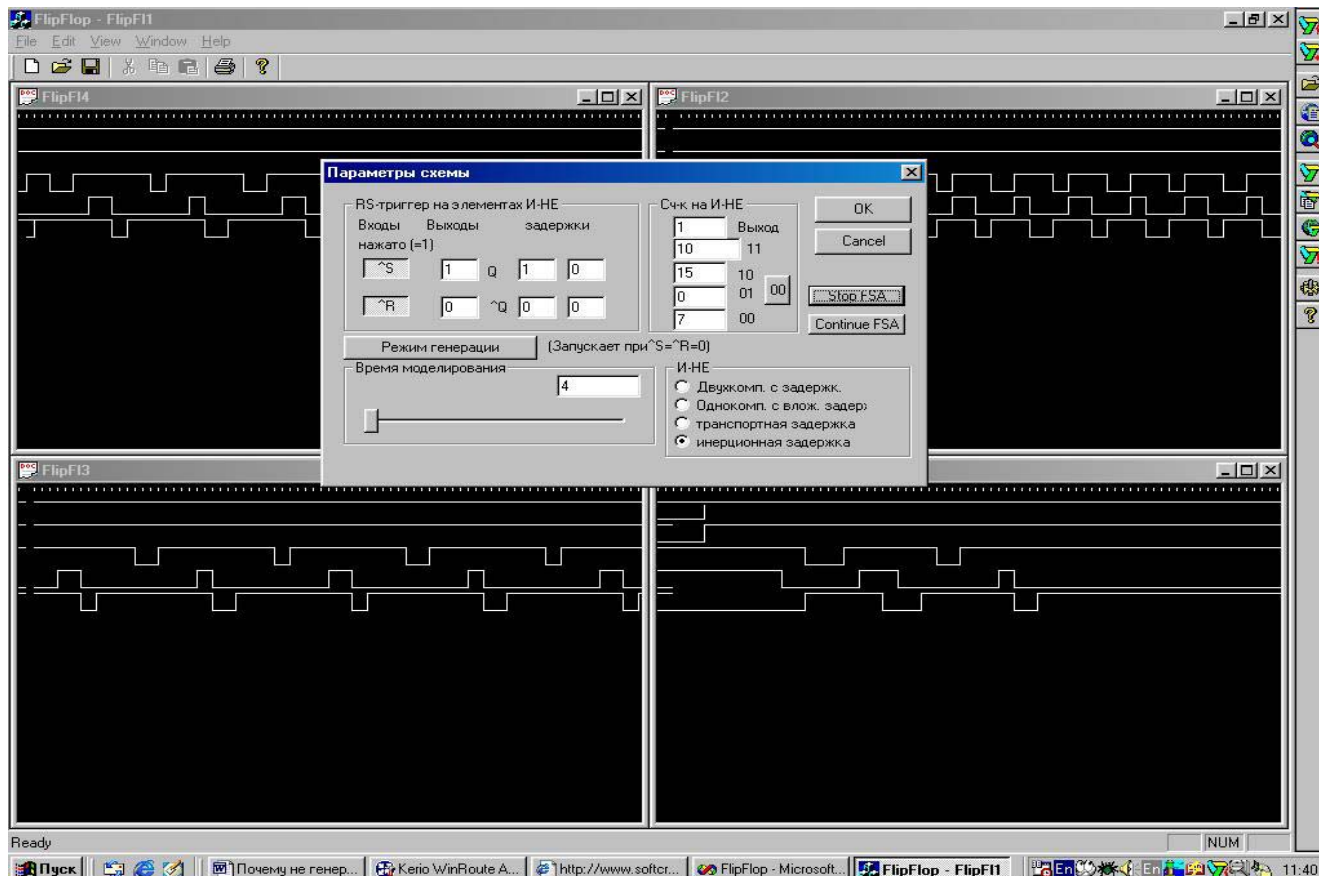 FlipFlop - FlipFl1
File Edit View Window Help
FlipFl4
FlipFl2
Параметры схемы
RS-триггер на элементах И-НЕ
Входы Выходы задержки
нажато (=1)
^S 1 Q 1 0
^R 0 ^Q 0 0
Сч-к на И-НЕ
1 Выход
10 11
15 10
0 01 00
7 00
OK
Cancel
Stop FSA
Continue FSA
Режим генерации (Запускает при^S=^R=0)
Время моделирования
4
И-НЕ
Двухкомп. с задержк.
Однокомп. с влож. задер
транспортная задержка
инерционная задержка
FlipFl3
Ready
NUM
Пуск
Почему не генер...
Kerio WinRoute A...
http://www.softcr...
FlipFlop - Microsoft...
FlipFlop - FlipFl1
En
En
11:40